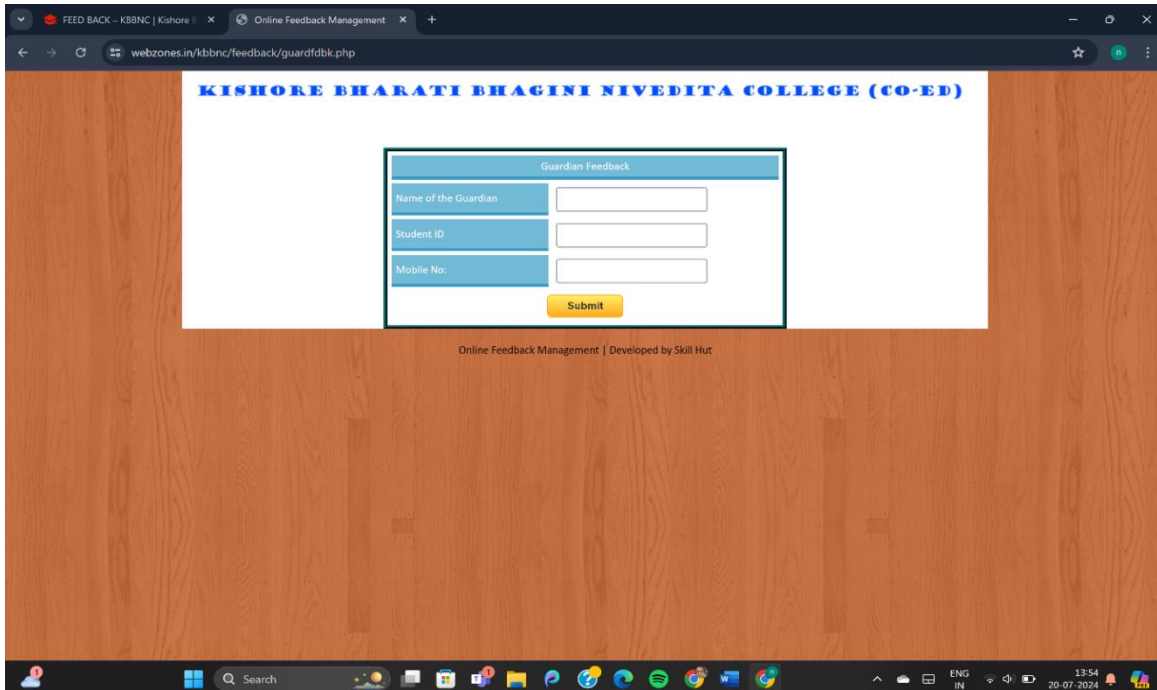 FEED BACK – KBBNC | Kishore B
Online Feedback Management
webzones.in/kbbnc/feedback/guardfdbk.php
n
KISHORE BHARATI BHAGINI NIVEDITA COLLEGE (CO-ED)
Guardian Feedback
Name of the Guardian
Student ID
Mobile No:
Submit
Online Feedback Management | Developed by Skill Hut
1
Search
1
ENG
IN
13:54
20-07-2024